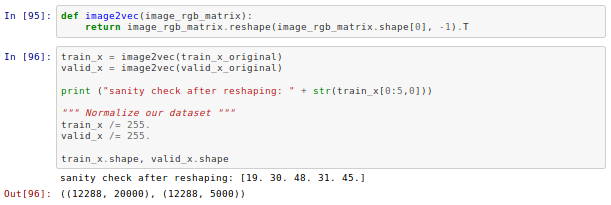 In [95]: def image2vec(image_rgb_matrix):
    return image_rgb_matrix.reshape(image_rgb_matrix.shape[0], -1).T
In [96]: train_x = image2vec(train_x_original)
valid_x = image2vec(valid_x_original)
print ("sanity check after reshaping: " + str(train_x[0:5,0]))
""" Normalize our dataset """
train_x /= 255.
valid_x /= 255.
train_x.shape, valid_x.shape
sanity check after reshaping: [19. 30. 48. 31. 45.]
Out[96]: ((12288, 20000), (12288, 5000))